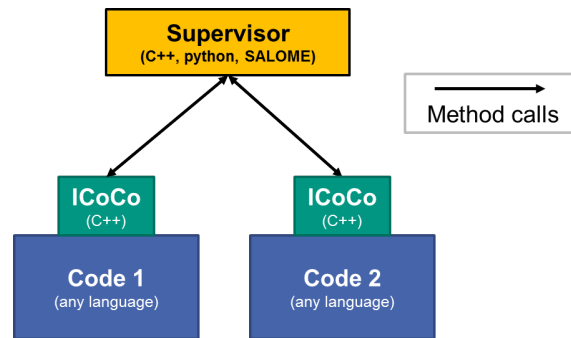 Supervisor
(C++, python, SALOME)
Method calls
ICoCo
(C++)
ICoCo
(C++)
Code 1
(any language)
Code 2
(any language)